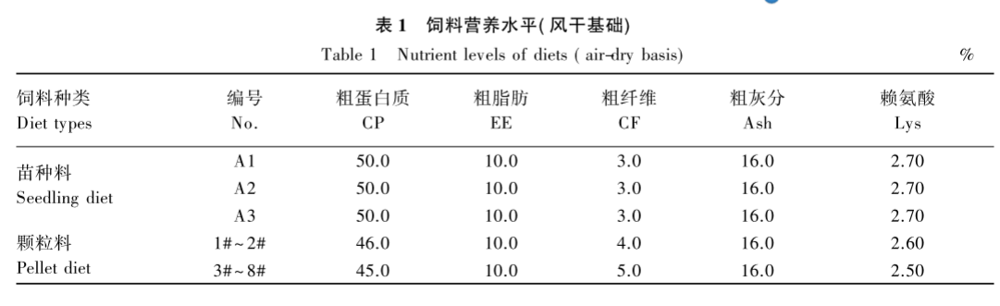 表 1 饲料营养水平( 风干基础)
Table 1 Nutrient levels of diets ( air-dry basis) %
饲料种类 编号 粗蛋白质 粗脂肪 粗纤维 粗灰分 赖氨酸
Diet types No. CP EE CF Ash Lys
苗种料 A1 50.0 10.0 3.0 16.0 2.70
Seedling diet A2 50.0 10.0 3.0 16.0 2.70
A3 50.0 10.0 3.0 16.0 2.70
颗粒料 1#~2# 46.0 10.0 4.0 16.0 2.60
Pellet diet 3#~8# 45.0 10.0 5.0 16.0 2.50